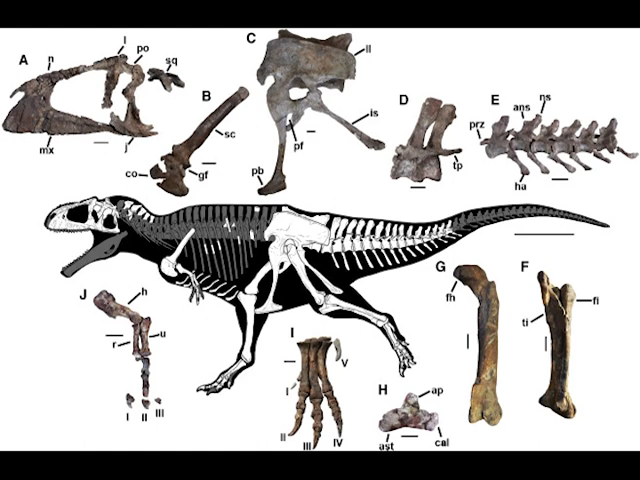 A
n
l
po
sq
mx
j
B
sc
co
gf
C
il
is
pf
pb
D
tp
E
ns
ans
prz
ha
J
h
r
u
I
II
III
I
I
II
III
IV
V
H
ap
ast
cal
G
fh
F
fi
ti